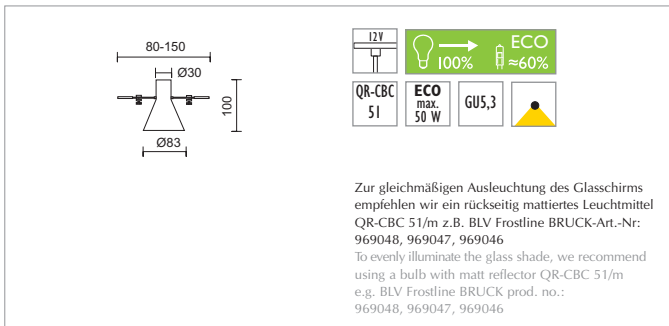 80-150
Ø30
100
Ø83
12V
100%
ECO
≈60%
QR-CBC
51
ECO
max.
50 W
GU5,3
Zur gleichmäßigen Ausleuchtung des Glasschirms
empfehlen wir ein rückseitig mattiertes Leuchtmittel
QR-CBC 51/m z.B. BLV Frostline BRUCK-Art.-Nr:
969048, 969047, 969046
To evenly illuminate the glass shade, we recommend
using a bulb with matt reflector QR-CBC 51/m
e.g. BLV Frostline BRUCK prod. no.:
969048, 969047, 969046